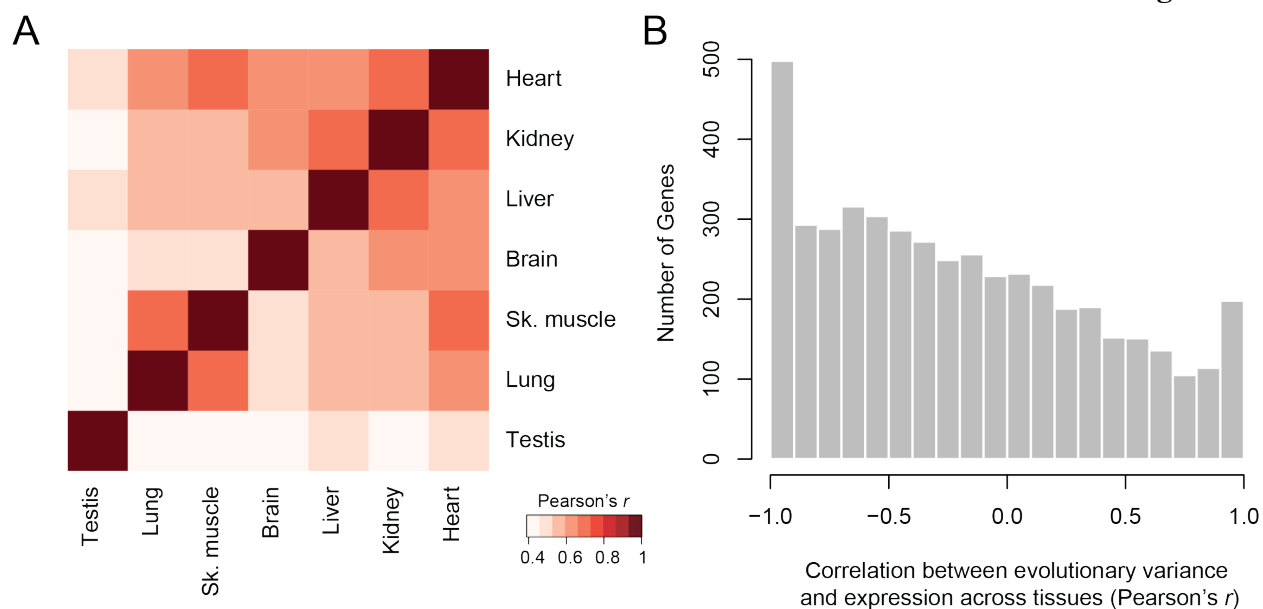 A
Heart
Kidney
Liver
Brain
Sk. muscle
Lung
Testis
Testis
Lung
Sk. muscle
Brain
Liver
Kidney
Heart
Pearson's r
0.4 0.6 0.8 1
B
Number of Genes
500
400
300
200
100
0
−1.0 −0.5 0.0 0.5 1.0
Correlation between evolutionary variance
and expression across tissues (Pearson's r)